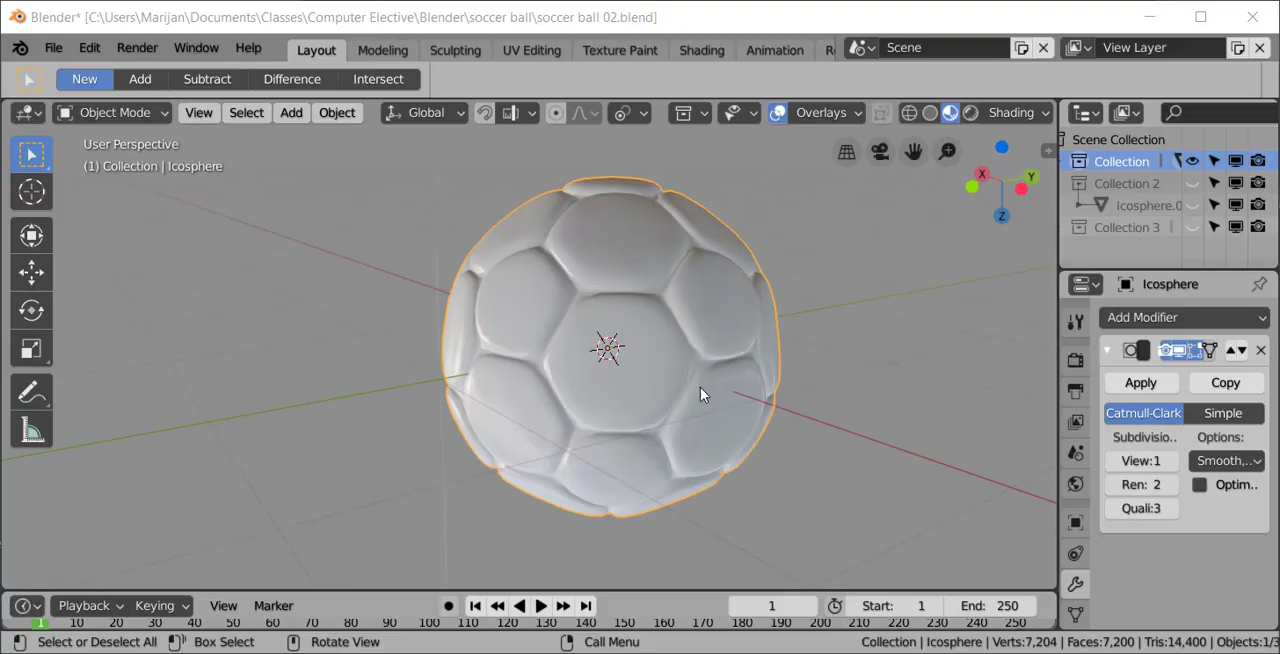 Blender* [C:\Users\Marijan\Documents\Classes\Computer Elective\Blender\soccer ball\soccer ball 02.blend]
File Edit Render Window Help Layout Modeling Sculpting UV Editing Texture Paint Shading Animation R Scene View Layer
New Add Subtract Difference Intersect
Object Mode View Select Add Object Global Overlays Shading
User Perspective
(1) Collection | Icosphere
X Y Z
Scene Collection
Collection
Collection 2
Icosphere.0
Collection 3
Icosphere
Add Modifier
Apply Copy
Catmull-Clark Simple
Subdivisio.. Options:
View:1 Smooth,..
Ren: 2 Optim..
Quali:3
Playback Keying View Marker 1 Start: 1 End: 250
1 10 20 30 40 50 60 70 80 90 100 110 120 130 140 150 160 170 180 190 200 210 220 230 240 250
Select or Deselect All Box Select Rotate View Call Menu Collection | Icosphere | Verts:7,204 | Faces:7,200 | Tris:14,400 | Objects:1/3